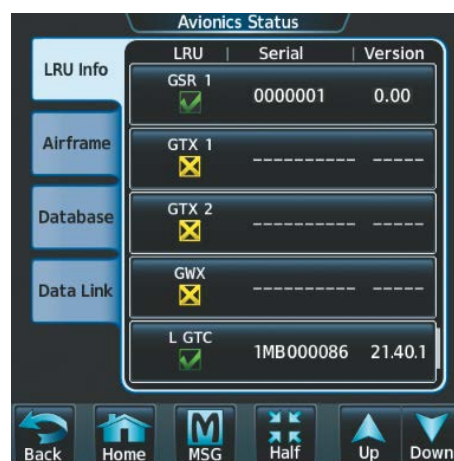 Avionics Status
LRU Info
Airframe
Database
Data Link
LRU | Serial | Version
GSR 1
0000001 0.00
GTX 1
---------- -----
GTX 2
---------- -----
GWX
---------- -----
L GTC
1MB000086 21.40.1
Back Home MSG Half Up Down